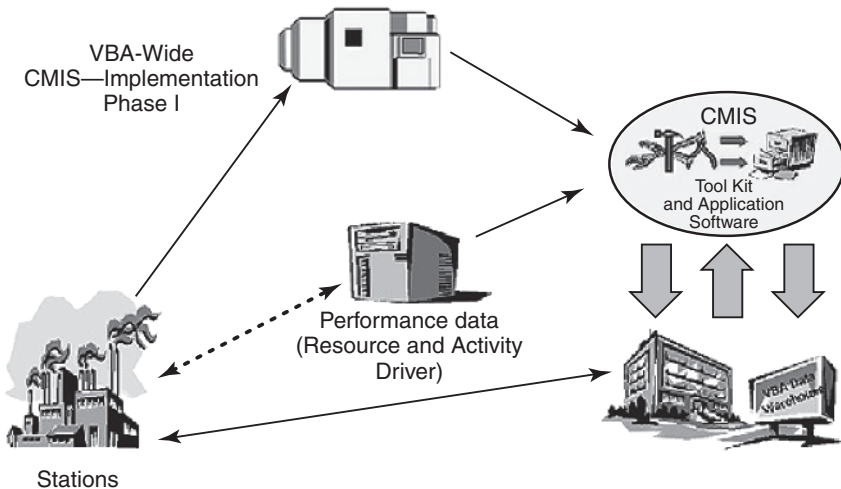 VBA-Wide
CMIS—Implementation
Phase I
CMIS
Tool Kit
and Application
Software
Performance data
(Resource and Activity
Driver)
VBA Data
Warehouse
Stations